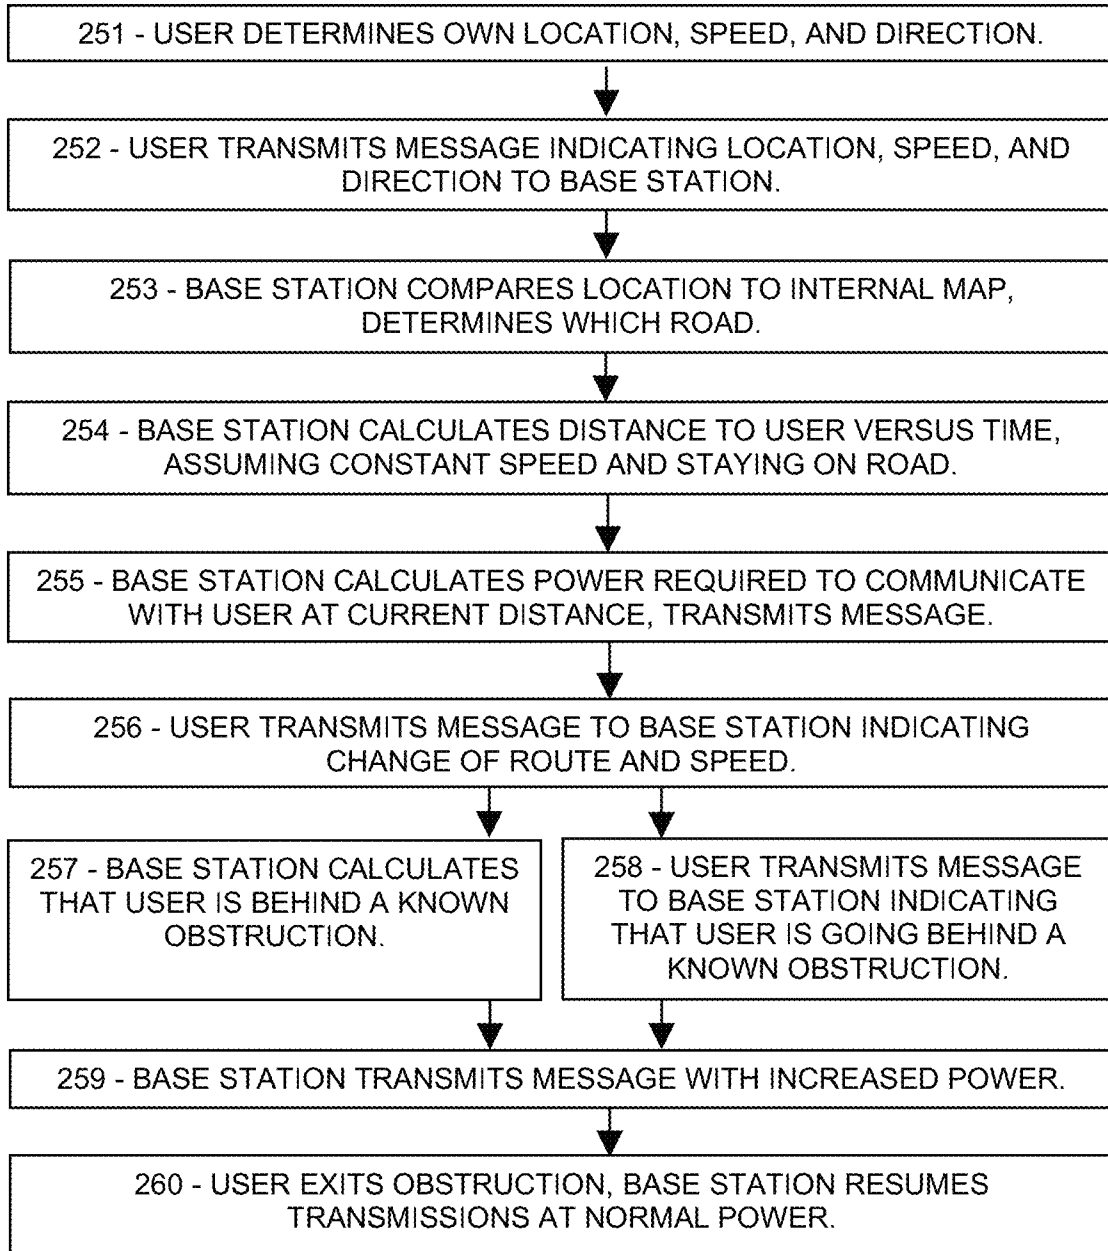 251 - USER DETERMINES OWN LOCATION, SPEED, AND DIRECTION.
252 - USER TRANSMITS MESSAGE INDICATING LOCATION, SPEED, AND
DIRECTION TO BASE STATION.
253 - BASE STATION COMPARES LOCATION TO INTERNAL MAP,
DETERMINES WHICH ROAD.
254 - BASE STATION CALCULATES DISTANCE TO USER VERSUS TIME,
ASSUMING CONSTANT SPEED AND STAYING ON ROAD.
255 - BASE STATION CALCULATES POWER REQUIRED TO COMMUNICATE
WITH USER AT CURRENT DISTANCE, TRANSMITS MESSAGE.
256 - USER TRANSMITS MESSAGE TO BASE STATION INDICATING
CHANGE OF ROUTE AND SPEED.
257 - BASE STATION CALCULATES
THAT USER IS BEHIND A KNOWN
OBSTRUCTION.
258 - USER TRANSMITS MESSAGE
TO BASE STATION INDICATING
THAT USER IS GOING BEHIND A
KNOWN OBSTRUCTION.
259 - BASE STATION TRANSMITS MESSAGE WITH INCREASED POWER.
260 - USER EXITS OBSTRUCTION, BASE STATION RESUMES
TRANSMISSIONS AT NORMAL POWER.